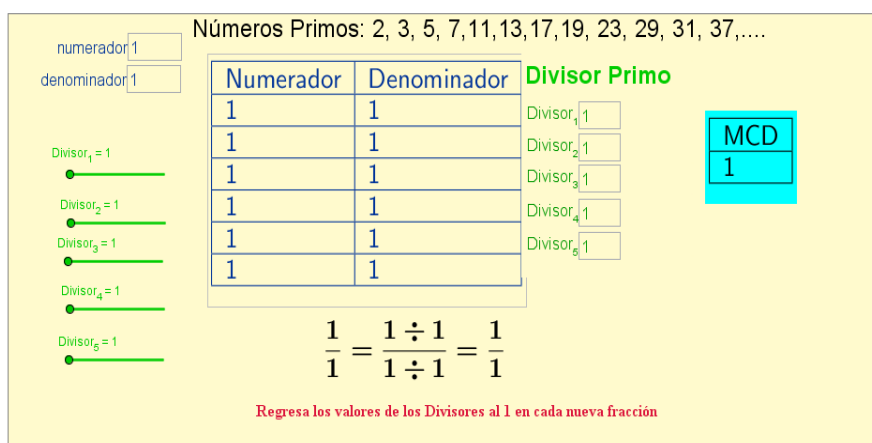 Números Primos: 2, 3, 5, 7,11,13,17,19, 23, 29, 31, 37,....
numerador 1
denominador 1
Divisor₁ = 1
Divisor₂ = 1
Divisor₃ = 1
Divisor₄ = 1
Divisor₅ = 1
Numerador Denominador
1 1
1 1
1 1
1 1
1 1
1 1
Divisor Primo
Divisor₁ 1
Divisor₂ 1
Divisor₃ 1
Divisor₄ 1
Divisor₅ 1
MCD
1
1/1 = (1 ÷ 1)/(1 ÷ 1) = 1/1
Regresa los valores de los Divisores al 1 en cada nueva fracción